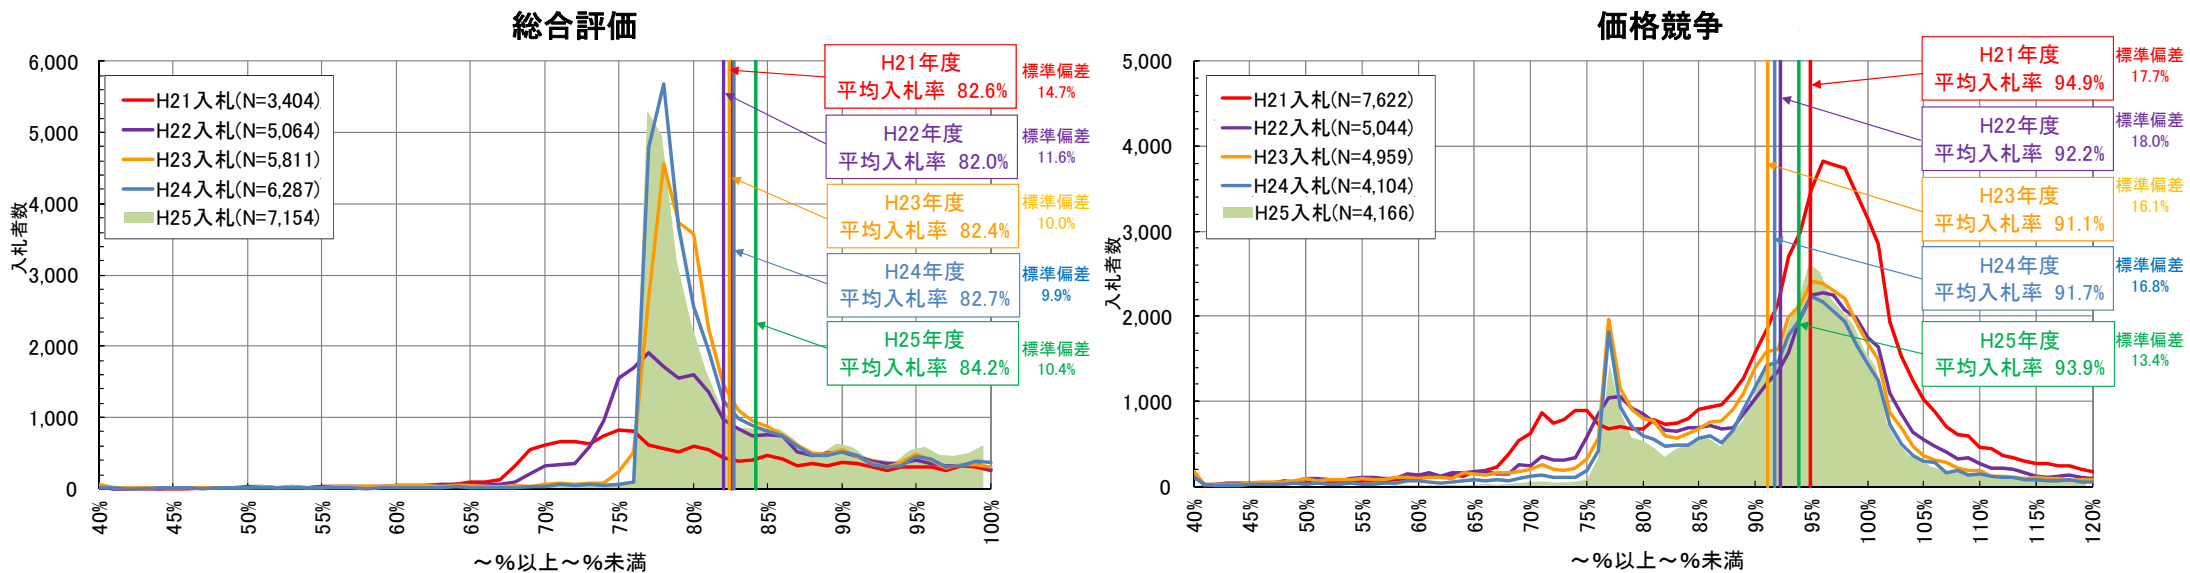 総合評価
6,000
5,000
4,000
3,000
2,000
1,000
0
入札者数
H21入札(N=3,404)
H22入札(N=5,064)
H23入札(N=5,811)
H24入札(N=6,287)
H25入札(N=7,154)
H21年度
平均入札率 82.6%
標準偏差
14.7%
H22年度
平均入札率 82.0%
標準偏差
11.6%
H23年度
平均入札率 82.4%
標準偏差
10.0%
H24年度
平均入札率 82.7%
標準偏差
9.9%
H25年度
平均入札率 84.2%
標準偏差
10.4%
40% 45% 50% 55% 60% 65% 70% 75% 80% 85% 90% 95% 100%
～%以上～%未満
価格競争
5,000
4,000
3,000
2,000
1,000
0
入札者数
H21入札(N=7,622)
H22入札(N=5,044)
H23入札(N=4,959)
H24入札(N=4,104)
H25入札(N=4,166)
H21年度
平均入札率 94.9%
標準偏差
17.7%
H22年度
平均入札率 92.2%
標準偏差
18.0%
H23年度
平均入札率 91.1%
標準偏差
16.1%
H24年度
平均入札率 91.7%
標準偏差
16.8%
H25年度
平均入札率 93.9%
標準偏差
13.4%
40% 45% 50% 55% 60% 65% 70% 75% 80% 85% 90% 95% 100% 105% 110% 115% 120%
～%以上～%未満